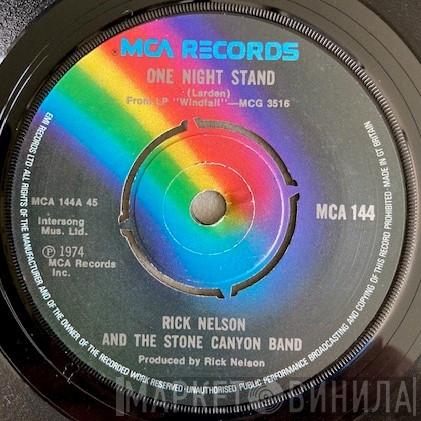 MCA RECORDS
ONE NIGHT STAND
(Larden)
From LP "Windfall"—MCG 3516
MCA 144A 45
Intersong
Mus. Ltd.
℗ 1974
MCA Records
Inc.
MCA 144
RICK NELSON
AND THE STONE CANYON BAND
Produced by Rick Nelson
EMI RECORDS LTD ALL RIGHTS OF THE MANUFACTURER AND OF THE OWNER OF THE RECORDED WORK RESERVED·UNAUTHORISED PUBLIC PERFORMANCE BROADCASTING AND COPYING OF THIS RECORD PROHIBITED·MADE IN GT BRITAIN
МАРКЕТ ВИНИЛА